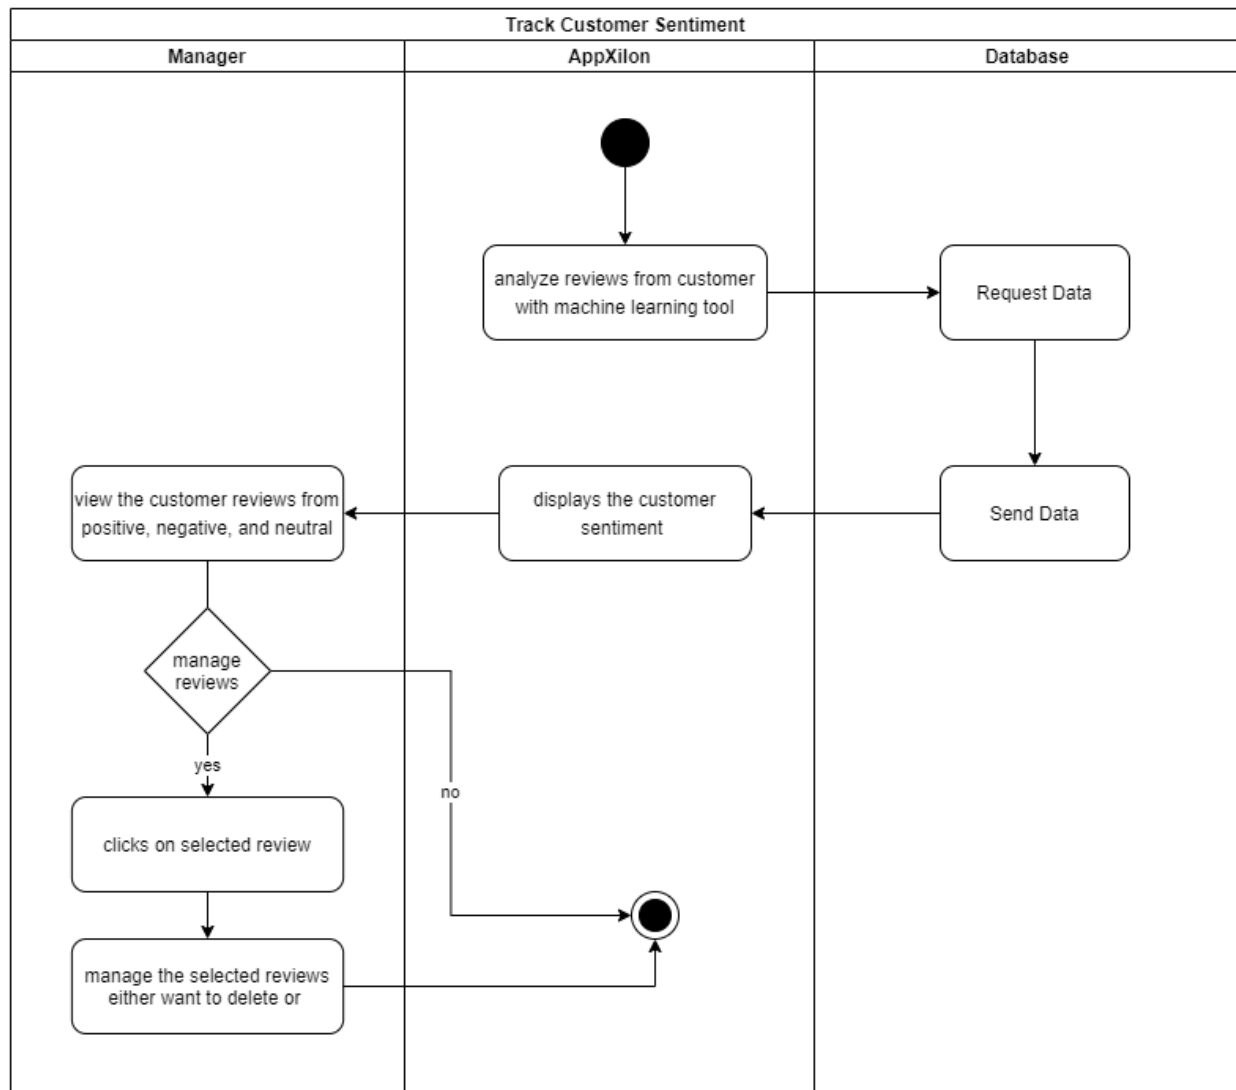 Track Customer Sentiment
Manager
AppXilon
Database
analyze reviews from customer
with machine learning tool
Request Data
view the customer reviews from
positive, negative, and neutral
displays the customer
sentiment
Send Data
manage
reviews
yes
no
clicks on selected review
manage the selected reviews
either want to delete or